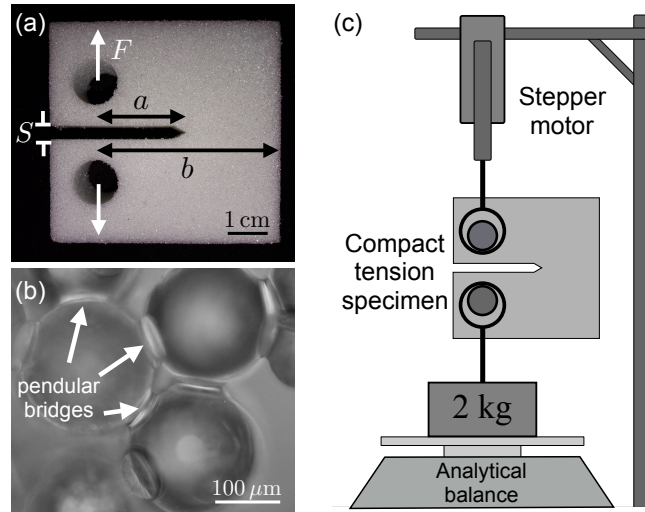 (a)
F
a
S
b
1 cm
(b)
pendular
bridges
100 μm
(c)
Stepper
motor
Compact
tension
specimen
2 kg
Analytical
balance